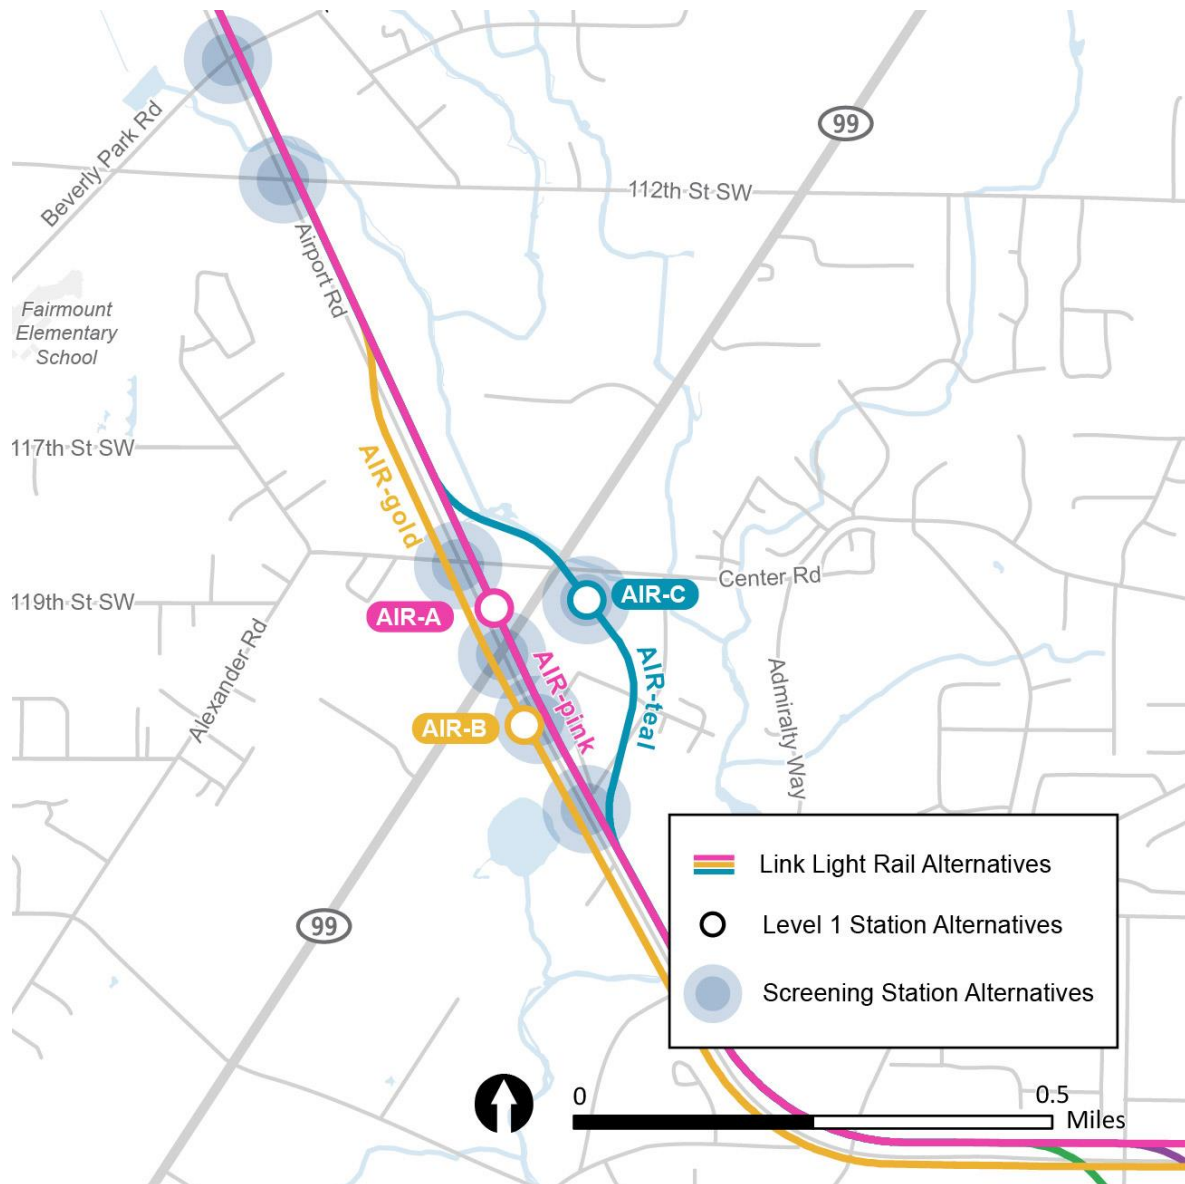 99
Beverly Park Rd
112th St SW
Airport Rd
Fairmount
Elementary
School
117th St SW
AIR-gold
Center Rd
AIR-C
119th St SW
AIR-A
Alexander Rd
AIR-pink
AIR-teal
Admiralty Way
AIR-B
Link Light Rail Alternatives
Level 1 Station Alternatives
Screening Station Alternatives
99
0
0.5
Miles